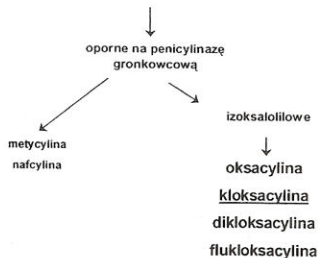 oporne na penicylinazę
gronkowcową
metycylina
nafcylina
izoksalolilowe
oksacylina
kloksacylina
dikloksacylina
flukloksacylina